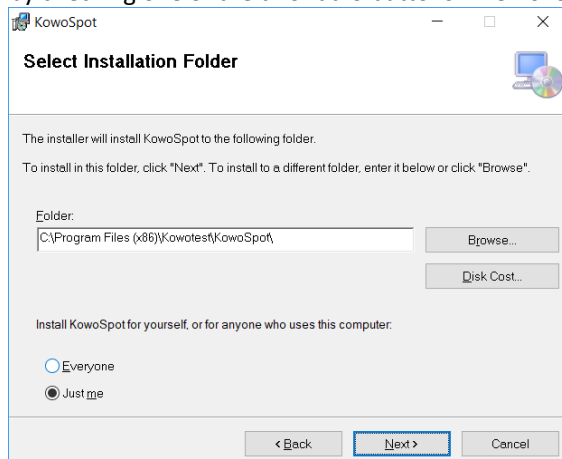 KowoSpot
Select Installation Folder
The installer will install KowoSpot to the following folder.
To install in this folder, click "Next". To install to a different folder, enter it below or click "Browse".
Folder:
C:\Program Files (x86)\Kowotest\KowoSpot\
Browse...
Disk Cost...
Install KowoSpot for yourself, or for anyone who uses this computer:
Everyone
Just me
< Back
Next >
Cancel